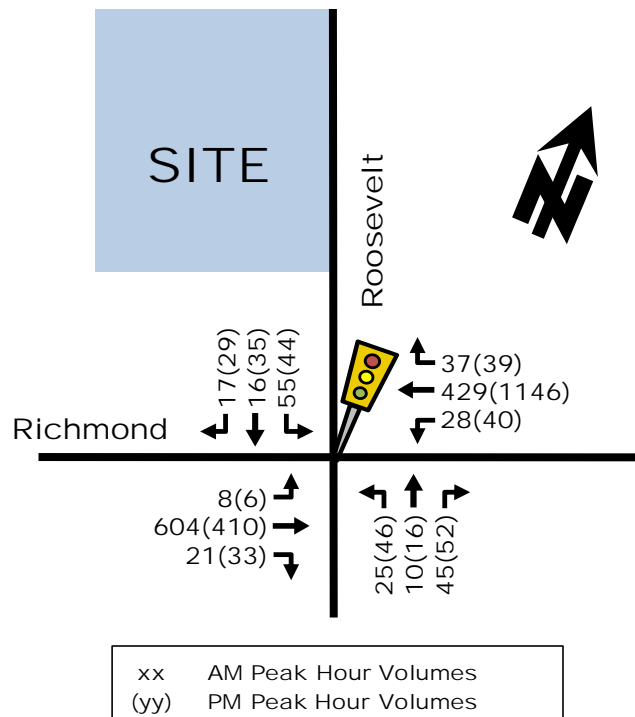 SITE
Roosevelt
17(29)
16(35)
55(44)
37(39)
429(1146)
28(40)
Richmond
8(6)
604(410)
21(33)
25(46)
10(16)
45(52)
xx AM Peak Hour Volumes
(yy) PM Peak Hour Volumes